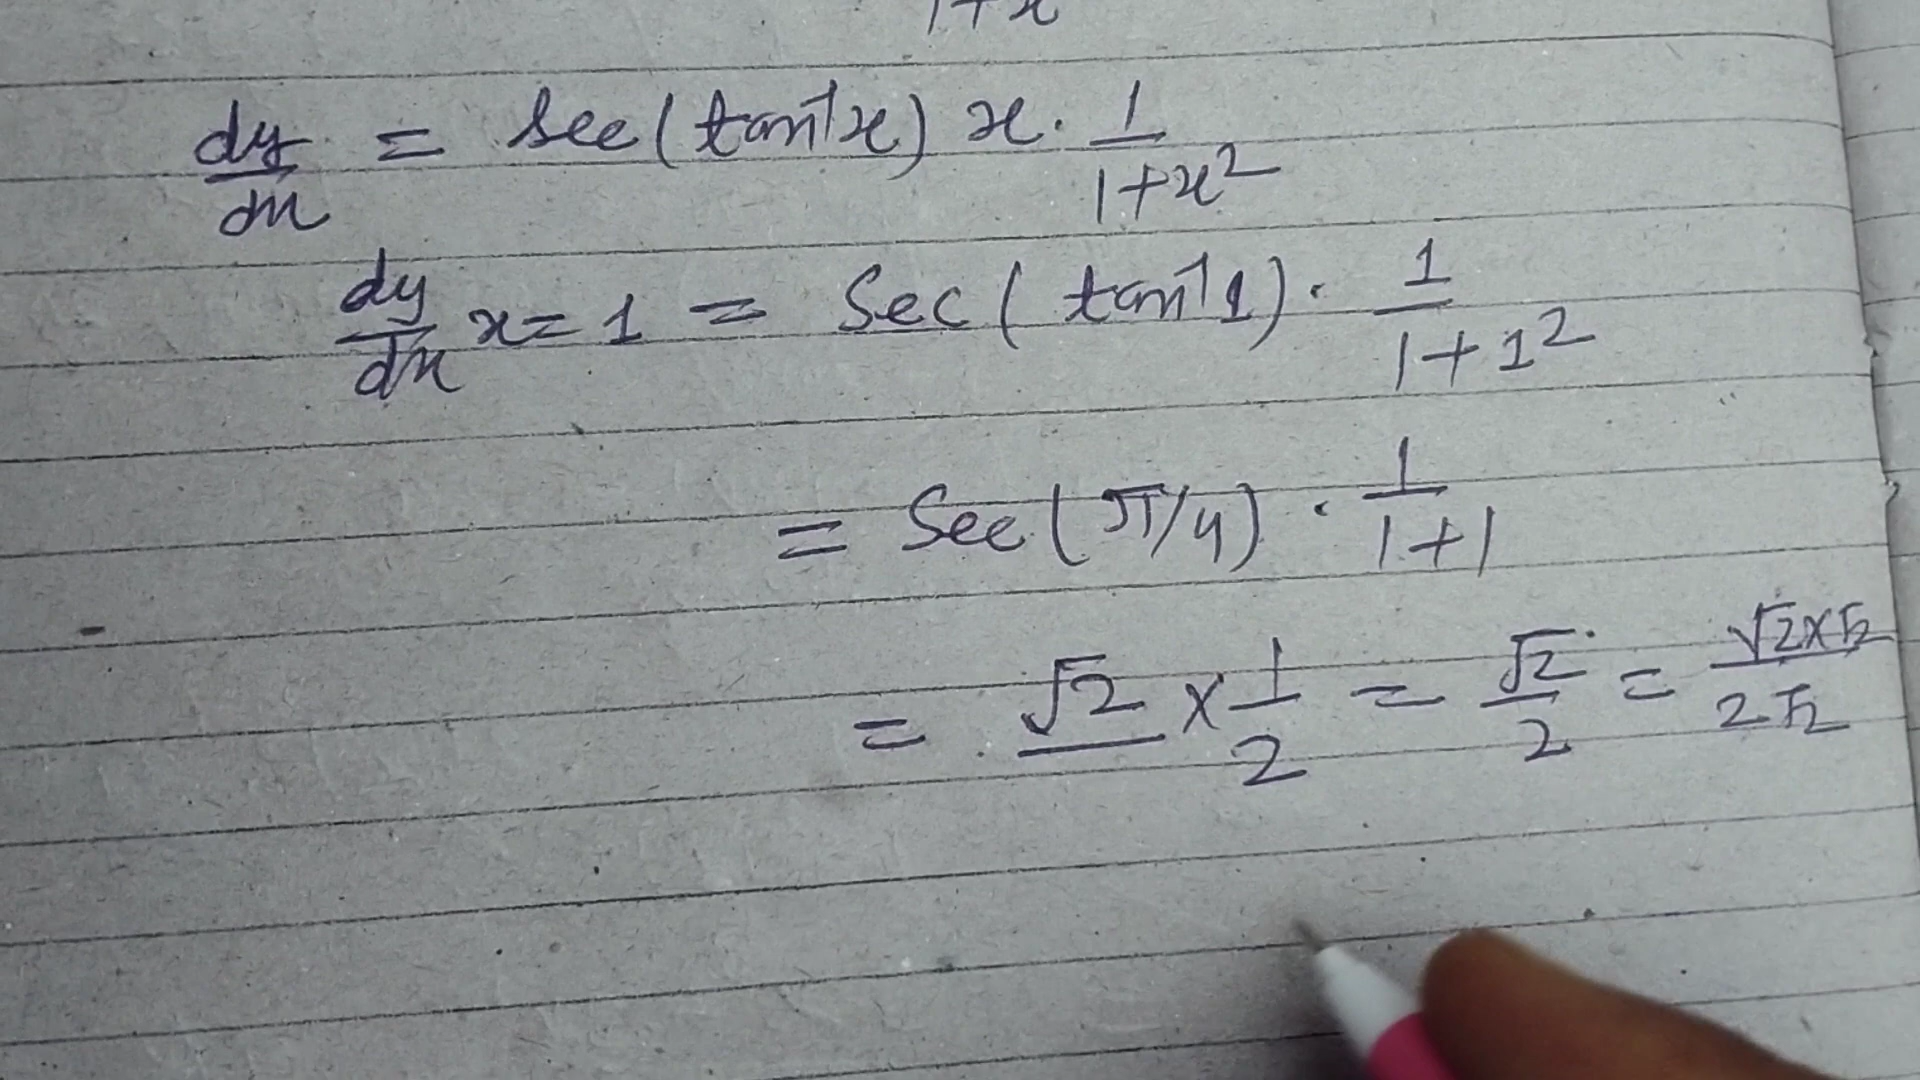 1+x
dy/dx = sec(tan⁻¹x) x · 1/1+x²
dy/dx x=1 = Sec(tan⁻¹1) · 1/1+1²
= Sec(π/4) · 1/1+1
= √2 × 1/2 = √2/2 = √2×√2/2√2